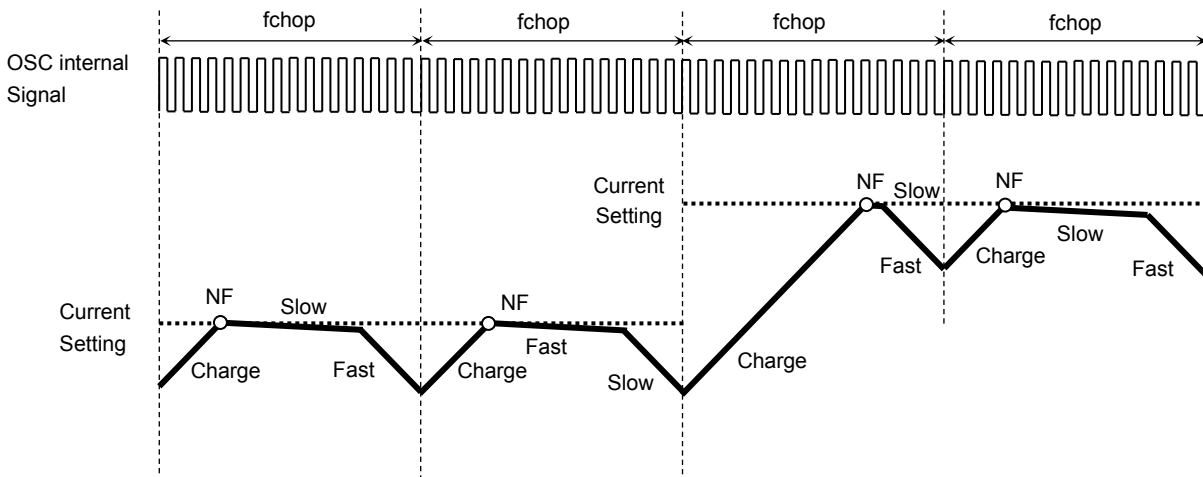 fchop fchop fchop fchop
OSC internal
Signal
Current
Setting
NF Slow NF
Charge Fast Charge Slow Fast
Current
Setting
NF Slow NF
Charge Fast Charge Fast Slow Charge